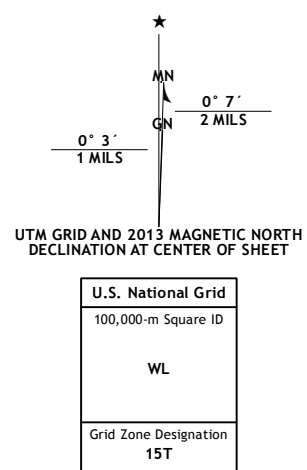 MN
0° 7´
2 MILS
GN
0° 3´
1 MILS
UTM GRID AND 2013 MAGNETIC NORTH
DECLINATION AT CENTER OF SHEET
U.S. National Grid
100,000-m Square ID
WL
Grid Zone Designation
15T